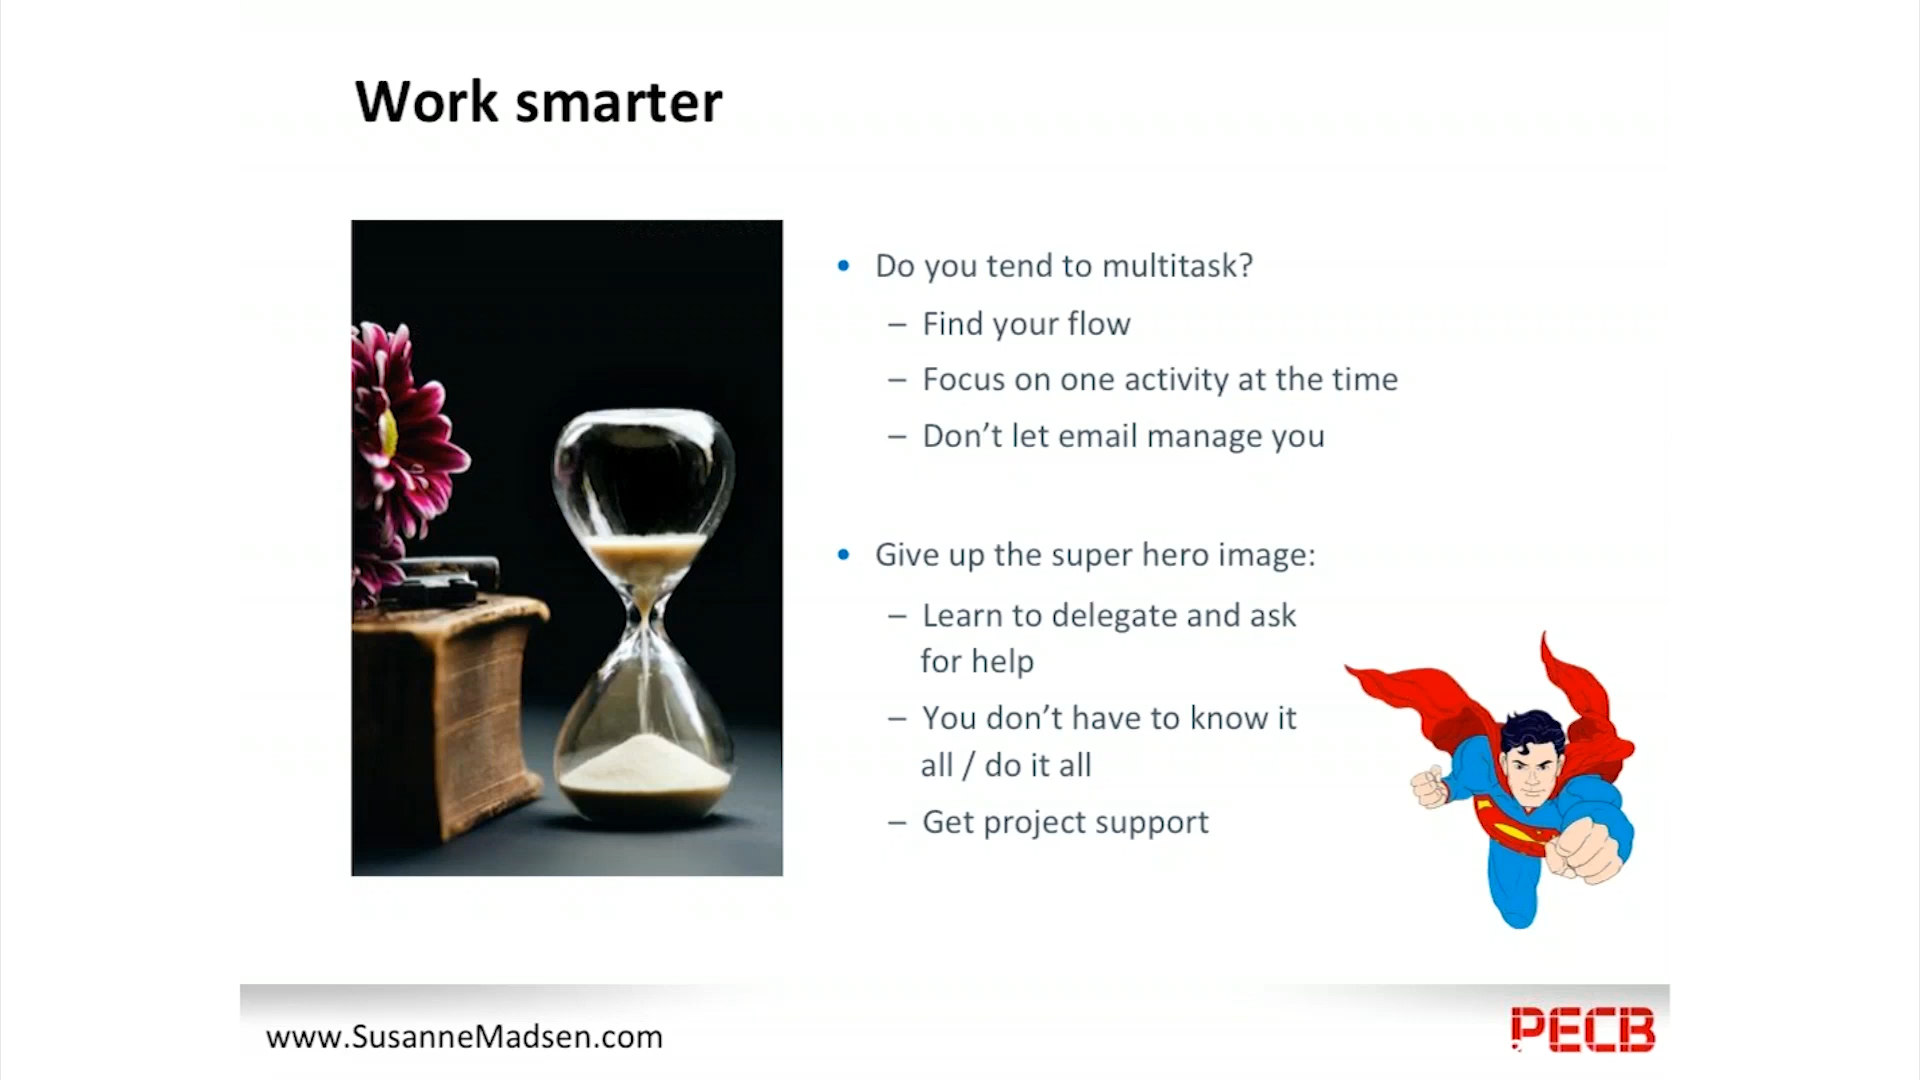 Work smarter
• Do you tend to multitask?
– Find your flow
– Focus on one activity at the time
– Don’t let email manage you
• Give up the super hero image:
– Learn to delegate and ask
for help
– You don’t have to know it
all / do it all
– Get project support
www.SusanneMadsen.com
PECB